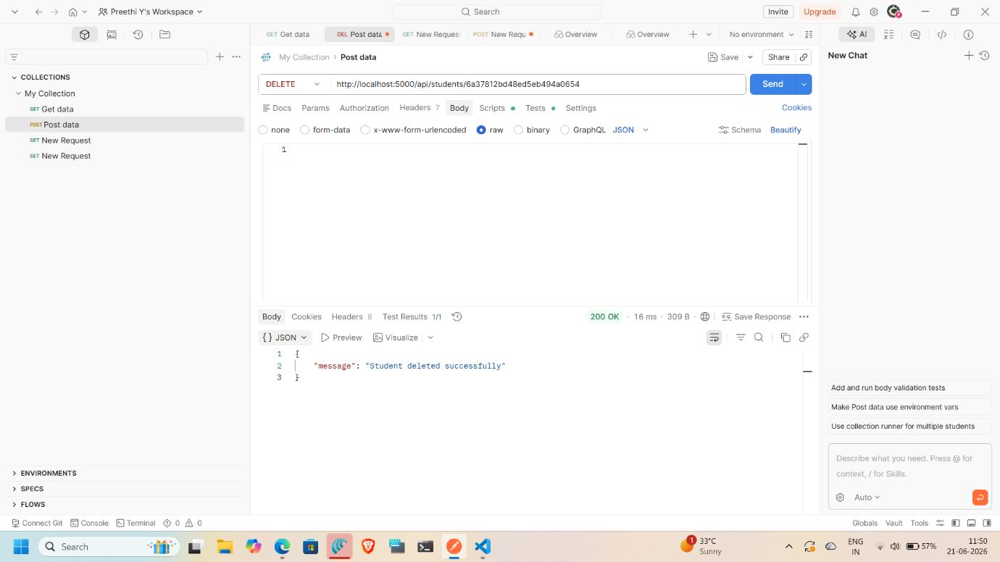 Preethi Y's Workspace
Search
Invite
Upgrade
GET Get data
DEL Post data
GET New Request
POST New Requ
Overview
Overview
No environment
AI
My Collection > Post data
Save
Share
New Chat
COLLECTIONS
My Collection
GET Get data
POST Post data
GET New Request
GET New Request
DELETE
http://localhost:5000/api/students/6a37812bd48ed5eb494a0654
Send
Docs
Params
Authorization
Headers 7
Body
Scripts
Tests
Settings
Cookies
none
form-data
x-www-form-urlencoded
raw
binary
GraphQL
JSON
Schema
Beautify
1
Body
Cookies
Headers 8
Test Results 1/1
200 OK
16 ms
309 B
e.g. Save Response
{} JSON
Preview
Visualize
1 {
2 "message": "Student deleted successfully"
3 }
Add and run body validation tests
Make Post data use environment vars
Use collection runner for multiple students
Describe what you need. Press @ for
context, / for Skills.
Auto
ENVIRONMENTS
SPECS
FLOWS
Connect Git
Console
Terminal
0
0
Globals
Vault
Tools
Search
1
33°C
Sunny
ENG
IN
57%
11:50
21-06-2026